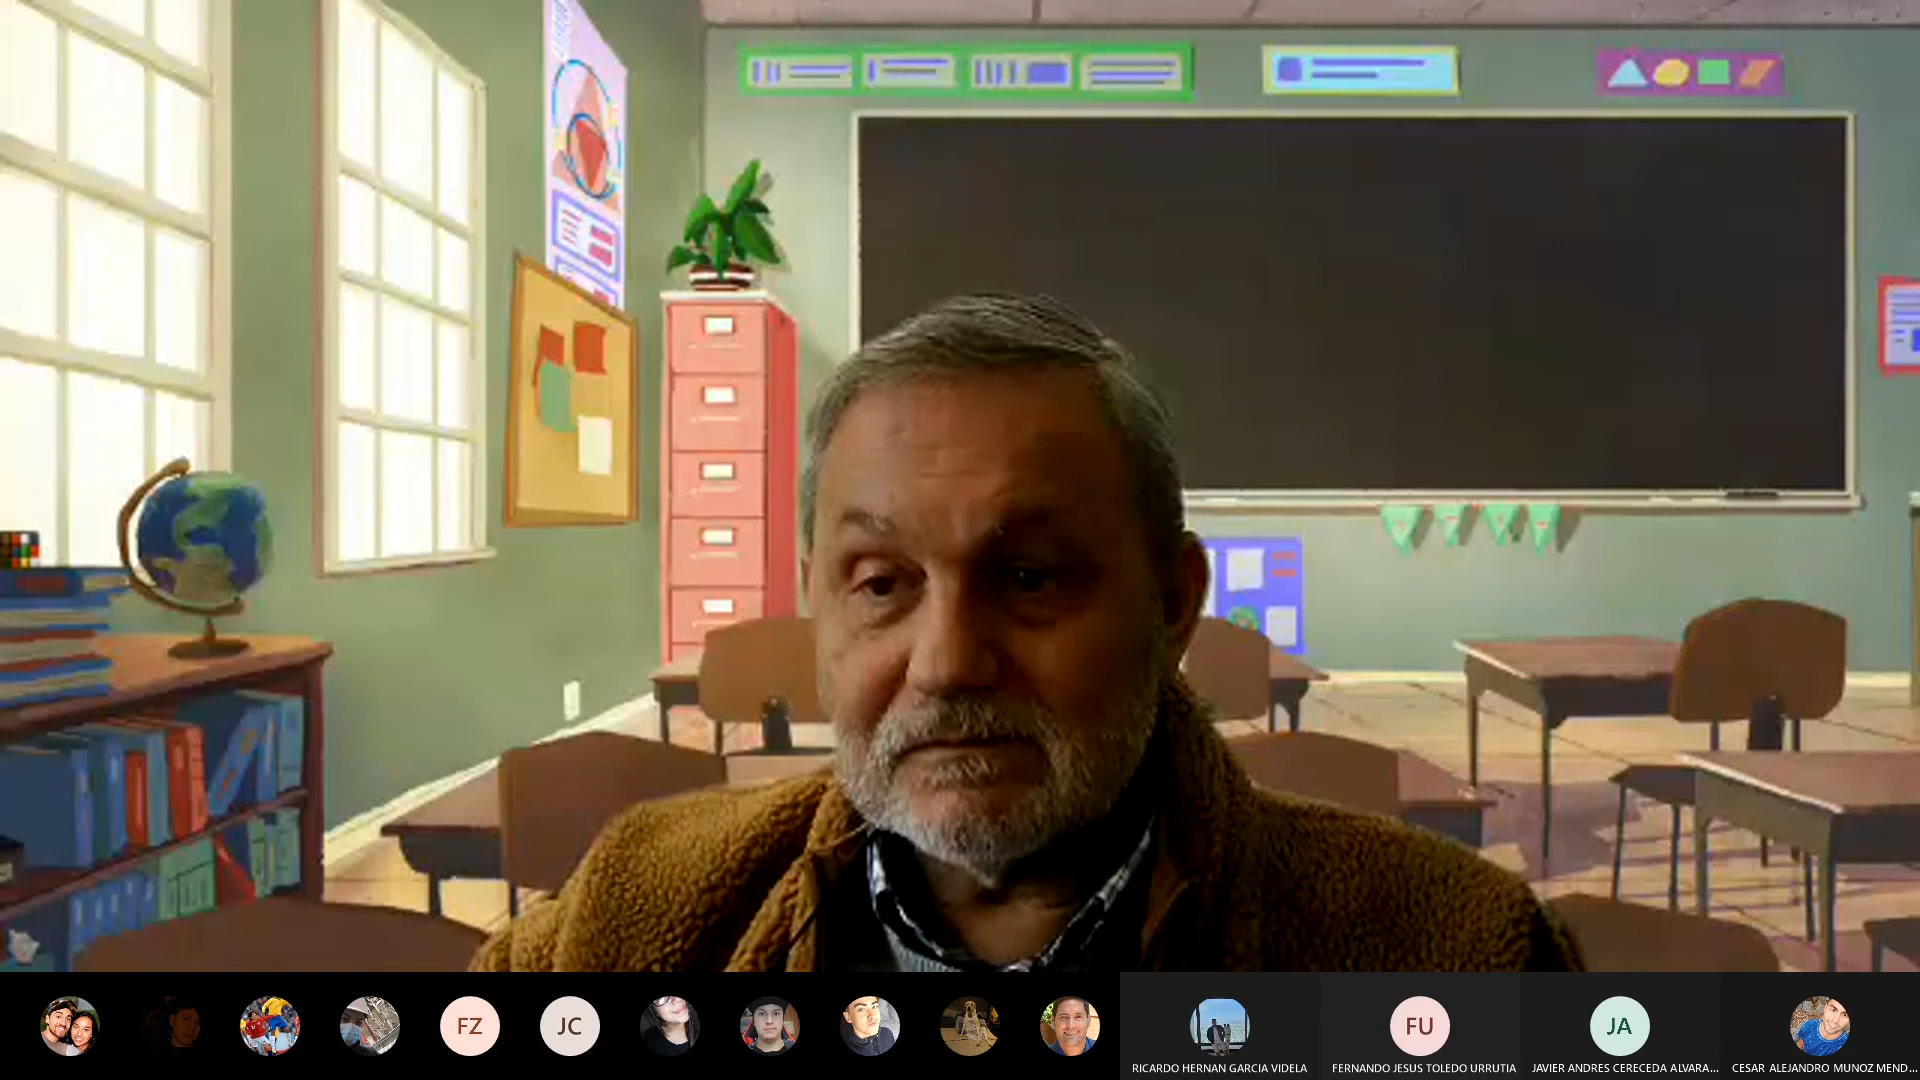 FZ
JC
FU
JA
RICARDO HERNAN GARCIA VIDELA
FERNANDO JESUS TOLEDO URRUTIA
JAVIER ANDRES CERECEDA ALVARA...
CESAR ALEJANDRO MUNOZ MEND...